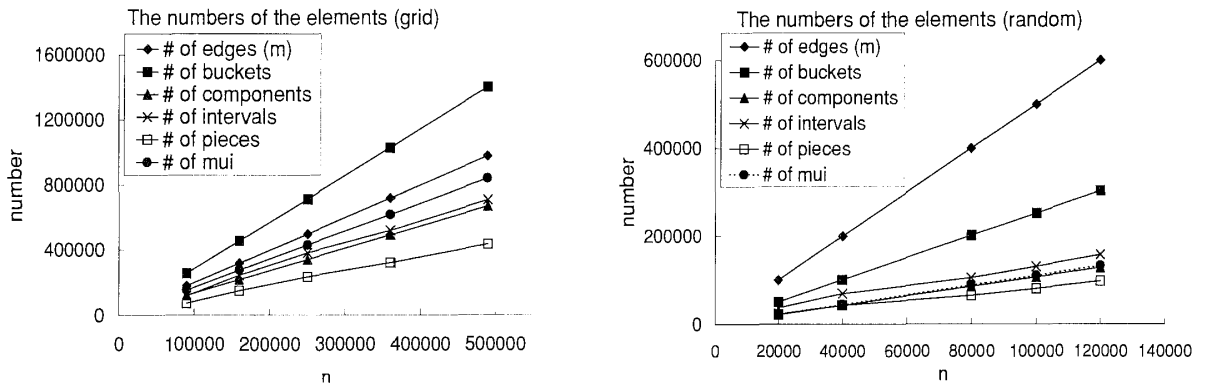 The numbers of the elements (grid)
1600000
1200000
800000
400000
0
number
# of edges (m)
# of buckets
# of components
# of intervals
# of pieces
# of mui
0 100000 200000 300000 400000 500000
n
The numbers of the elements (random)
600000
400000
200000
0
number
# of edges (m)
# of buckets
# of components
# of intervals
# of pieces
# of mui
0 20000 40000 60000 80000 100000 120000 140000
n